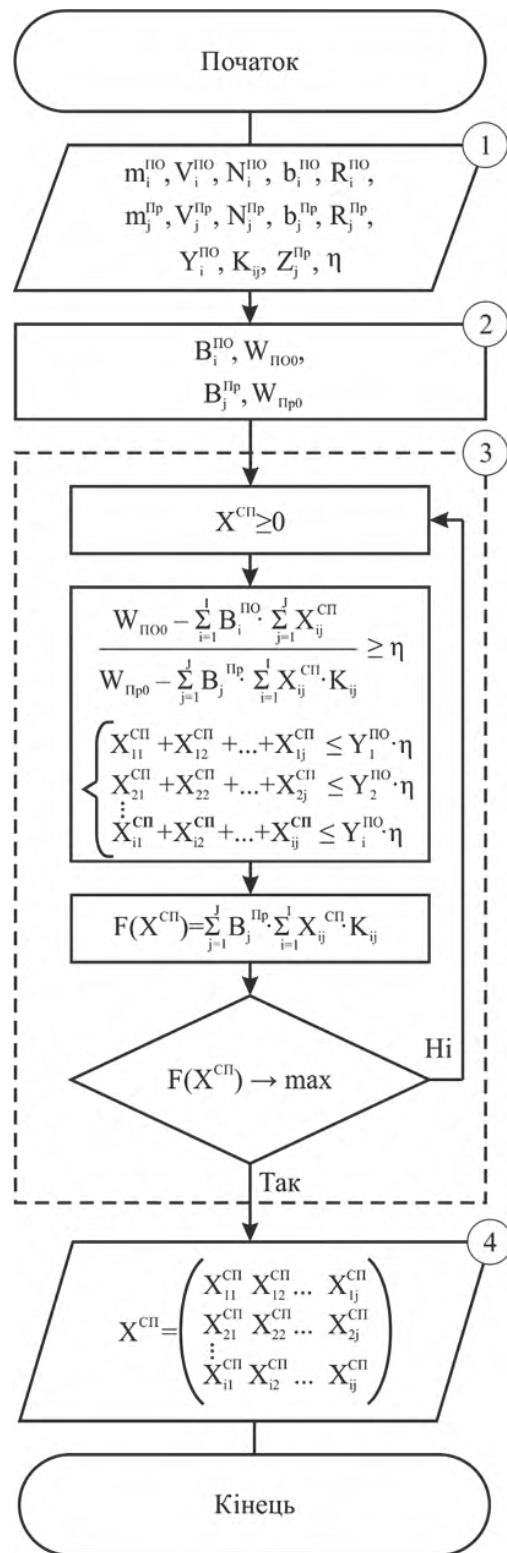 Початок
1
m_i^ПО, V_i^ПО, N_i^ПО, b_i^ПО, R_i^ПО,
m_j^Пр, V_j^Пр, N_j^Пр, b_j^Пр, R_j^Пр,
Y_i^ПО, K_ij, Z_j^Пр, η
2
B_i^ПО, W_ПО0,
B_j^Пр, W_Пр0
3
X^СП≥0
W_ПО0 – Σ_{i=1}^I B_i^ПО · Σ_{j=1}^J X_ij^СП
≥ η
W_Пр0 – Σ_{j=1}^J B_j^Пр · Σ_{i=1}^I X_ij^СП · K_ij
X_11^СП +X_12^СП +...+X_1j^СП ≤ Y_1^ПО·η
X_21^СП +X_22^СП +...+X_2j^СП ≤ Y_2^ПО·η
⋮
X_i1^СП +X_i2^СП +...+X_ij^СП ≤ Y_i^ПО·η
F(X^СП)=Σ_{j=1}^J B_j^Пр · Σ_{i=1}^I X_ij^СП · K_ij
F(X^СП) → max
Ні
Так
4
X_11^СП X_12^СП ... X_1j^СП
X^СП= X_21^СП X_22^СП ... X_2j^СП
⋮
X_i1^СП X_i2^СП ... X_ij^СП
Кінець